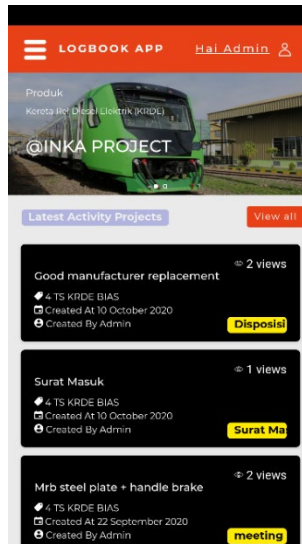 LOGBOOK APP
Hai Admin
Produk
Kereta Rel Diesel Elektrik (KRDE)
@INKA PROJECT
Latest Activity Projects
View all
2 views
Good manufacturer replacement
4 TS KRDE BIAS
Created At 10 October 2020
Created By Admin
Disposisi
1 views
Surat Masuk
4 TS KRDE BIAS
Created At 10 October 2020
Created By Admin
Surat Mas
2 views
Mrb steel plate + handle brake
4 TS KRDE BIAS
Created At 22 September 2020
Created By Admin
meeting